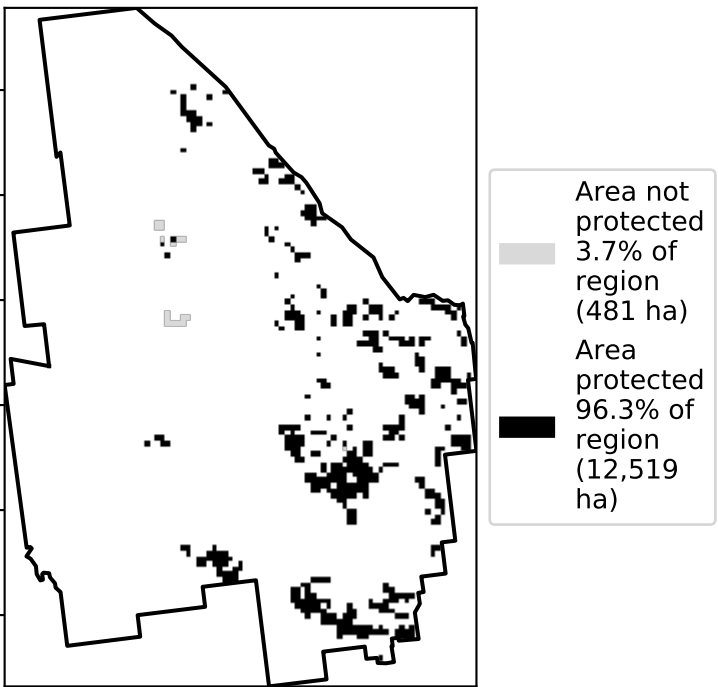 Area not
protected
3.7% of
region
(481 ha)
Area
protected
96.3% of
region
(12,519
ha)